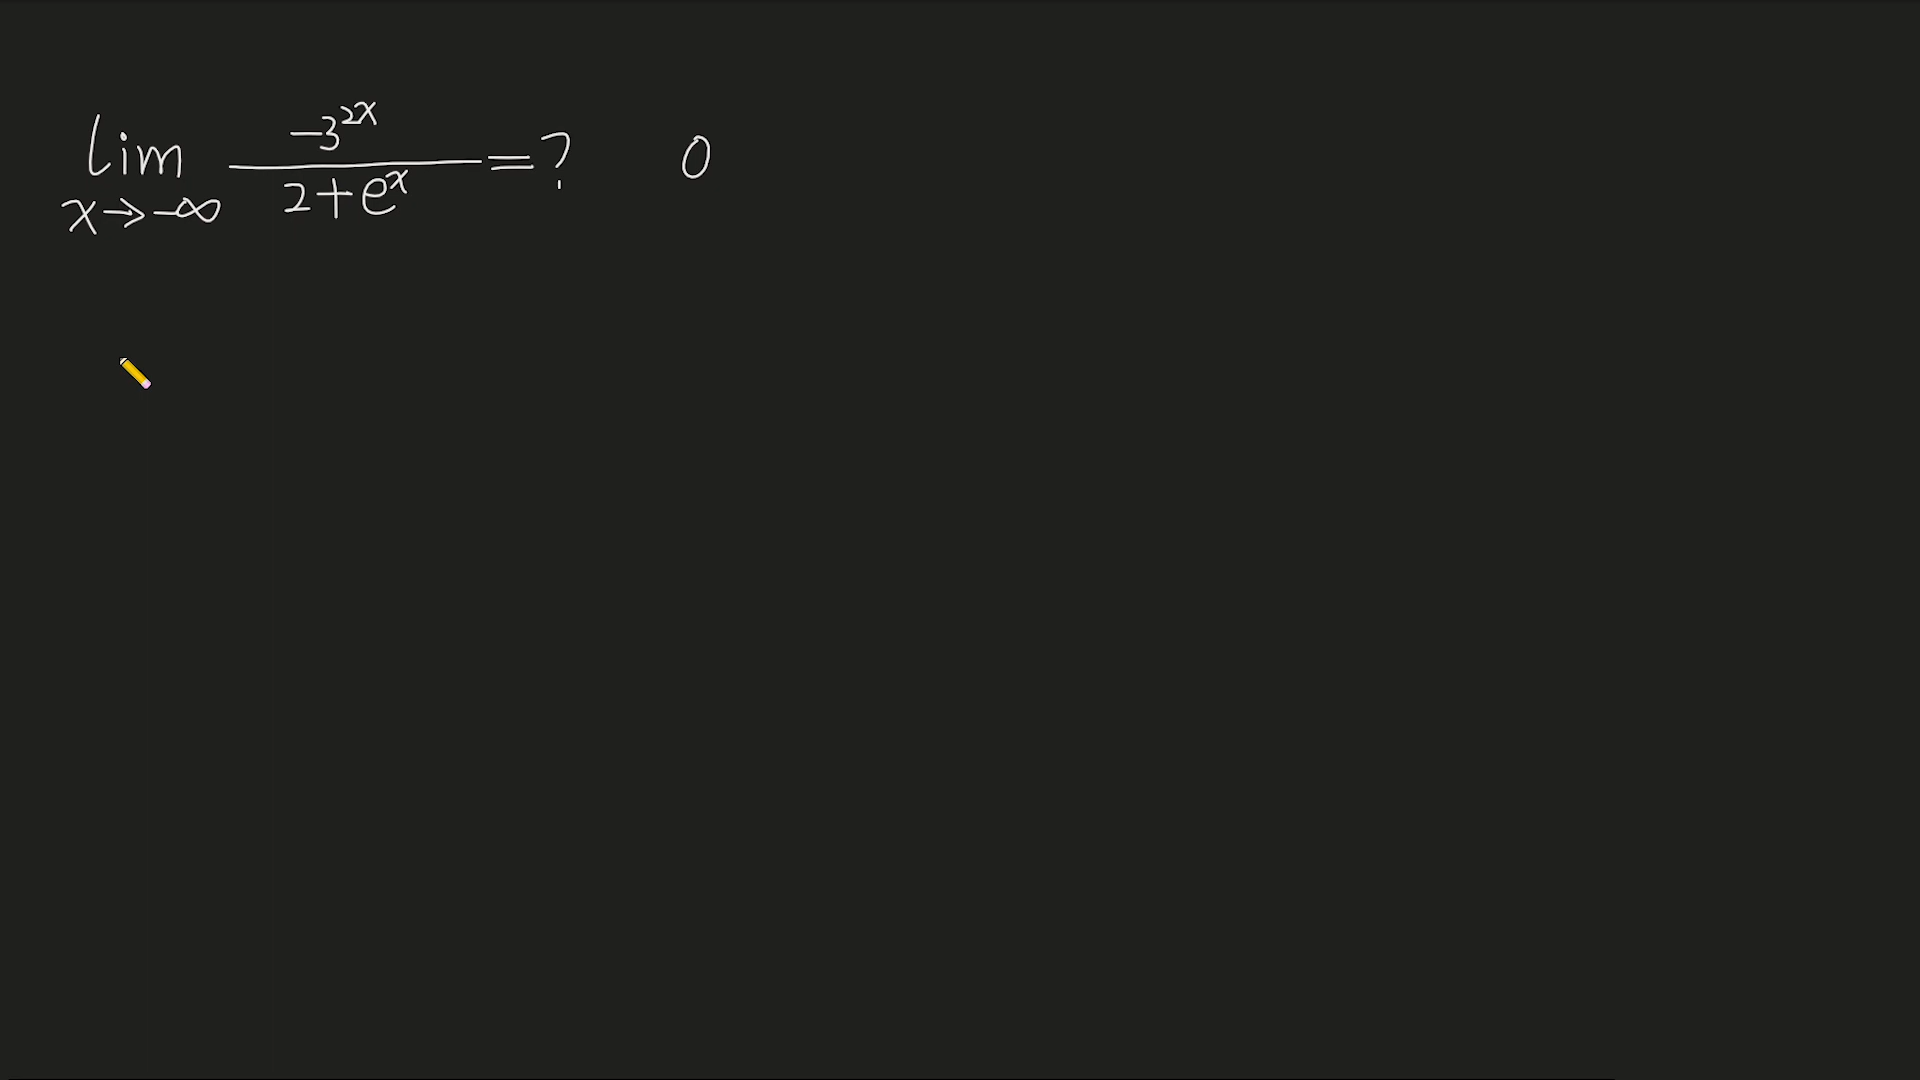 lim x→-∞ -3^{2x} / (2+e^x) = ? 0